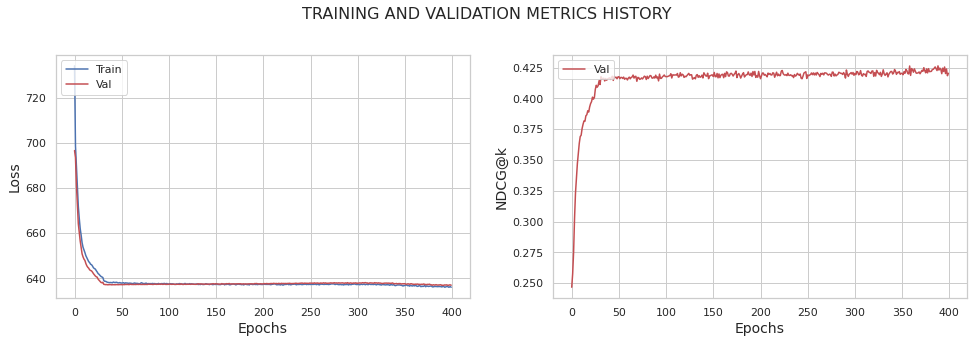 TRAINING AND VALIDATION METRICS HISTORY
Train
Val
720
700
680
660
640
0 50 100 150 200 250 300 350 400
Epochs
Loss
Val
0.425
0.400
0.375
0.350
0.325
0.300
0.275
0.250
0 50 100 150 200 250 300 350 400
Epochs
NDCG@k